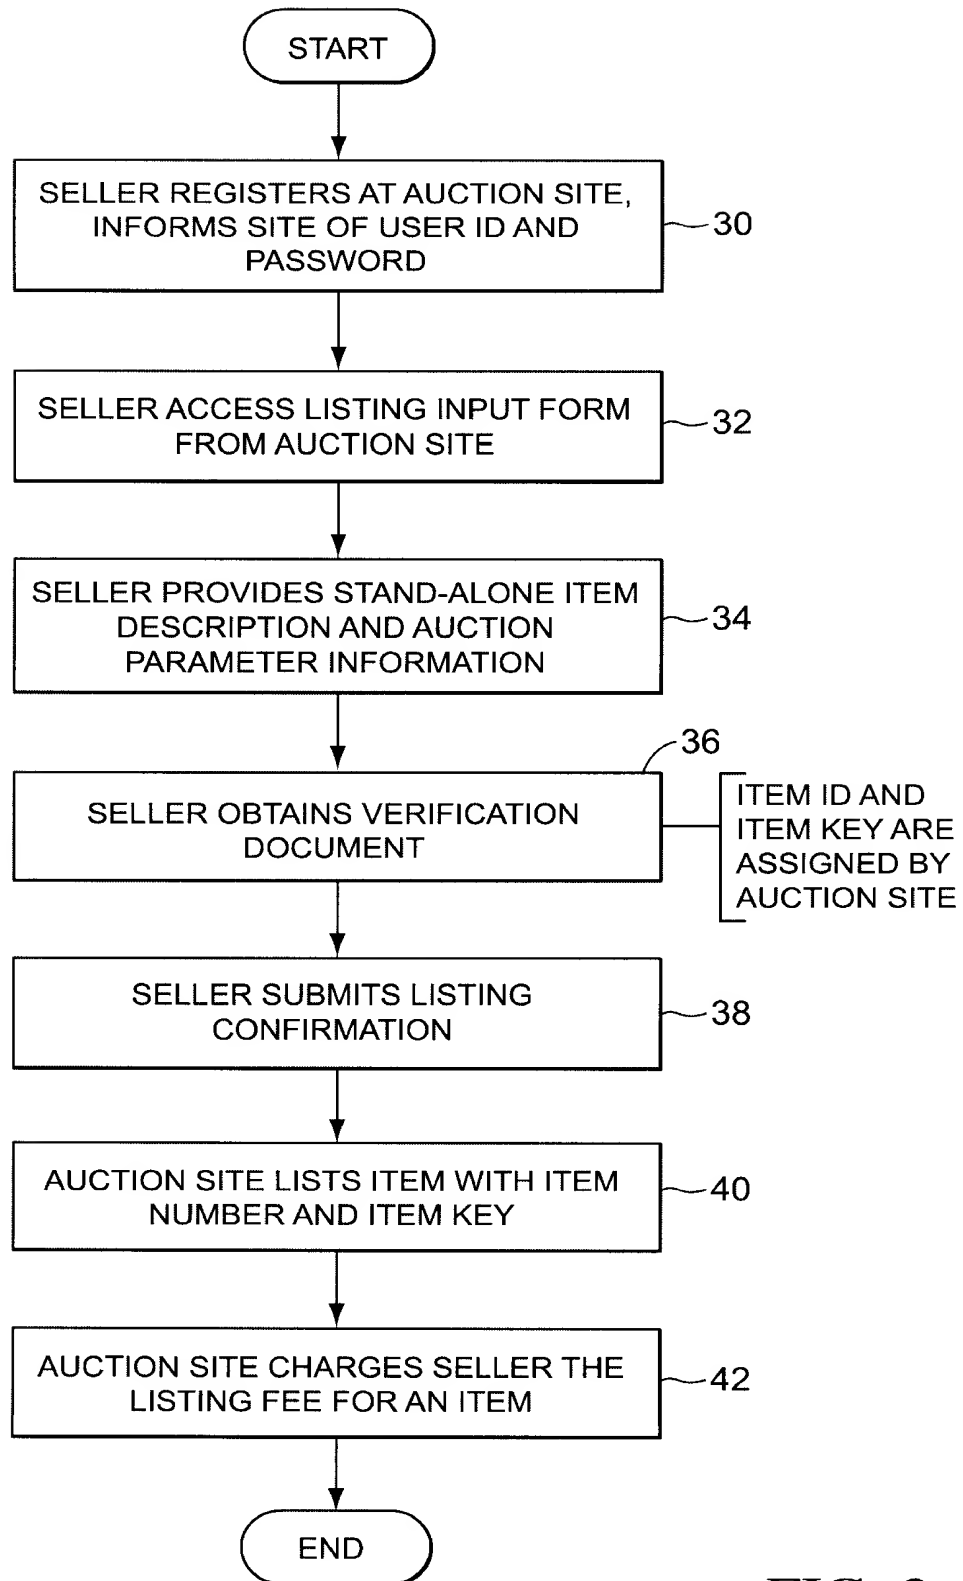 START
SELLER REGISTERS AT AUCTION SITE,
INFORMS SITE OF USER ID AND
PASSWORD
30
SELLER ACCESS LISTING INPUT FORM
FROM AUCTION SITE
32
SELLER PROVIDES STAND-ALONE ITEM
DESCRIPTION AND AUCTION
PARAMETER INFORMATION
34
36
SELLER OBTAINS VERIFICATION
DOCUMENT
ITEM ID AND
ITEM KEY ARE
ASSIGNED BY
AUCTION SITE
SELLER SUBMITS LISTING
CONFIRMATION
38
AUCTION SITE LISTS ITEM WITH ITEM
NUMBER AND ITEM KEY
40
AUCTION SITE CHARGES SELLER THE
LISTING FEE FOR AN ITEM
42
END